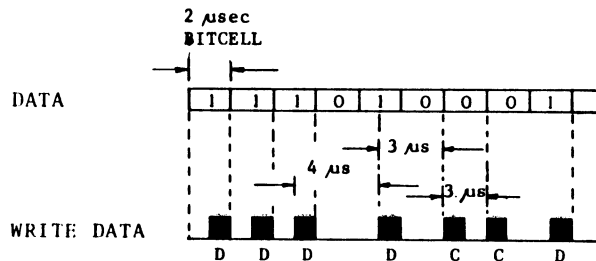 2 µsec
BITCELL
DATA 1 1 1 0 1 0 0 0 1
3 µs
4 µs
3. µs
WRITE DATA
D D D D C C D